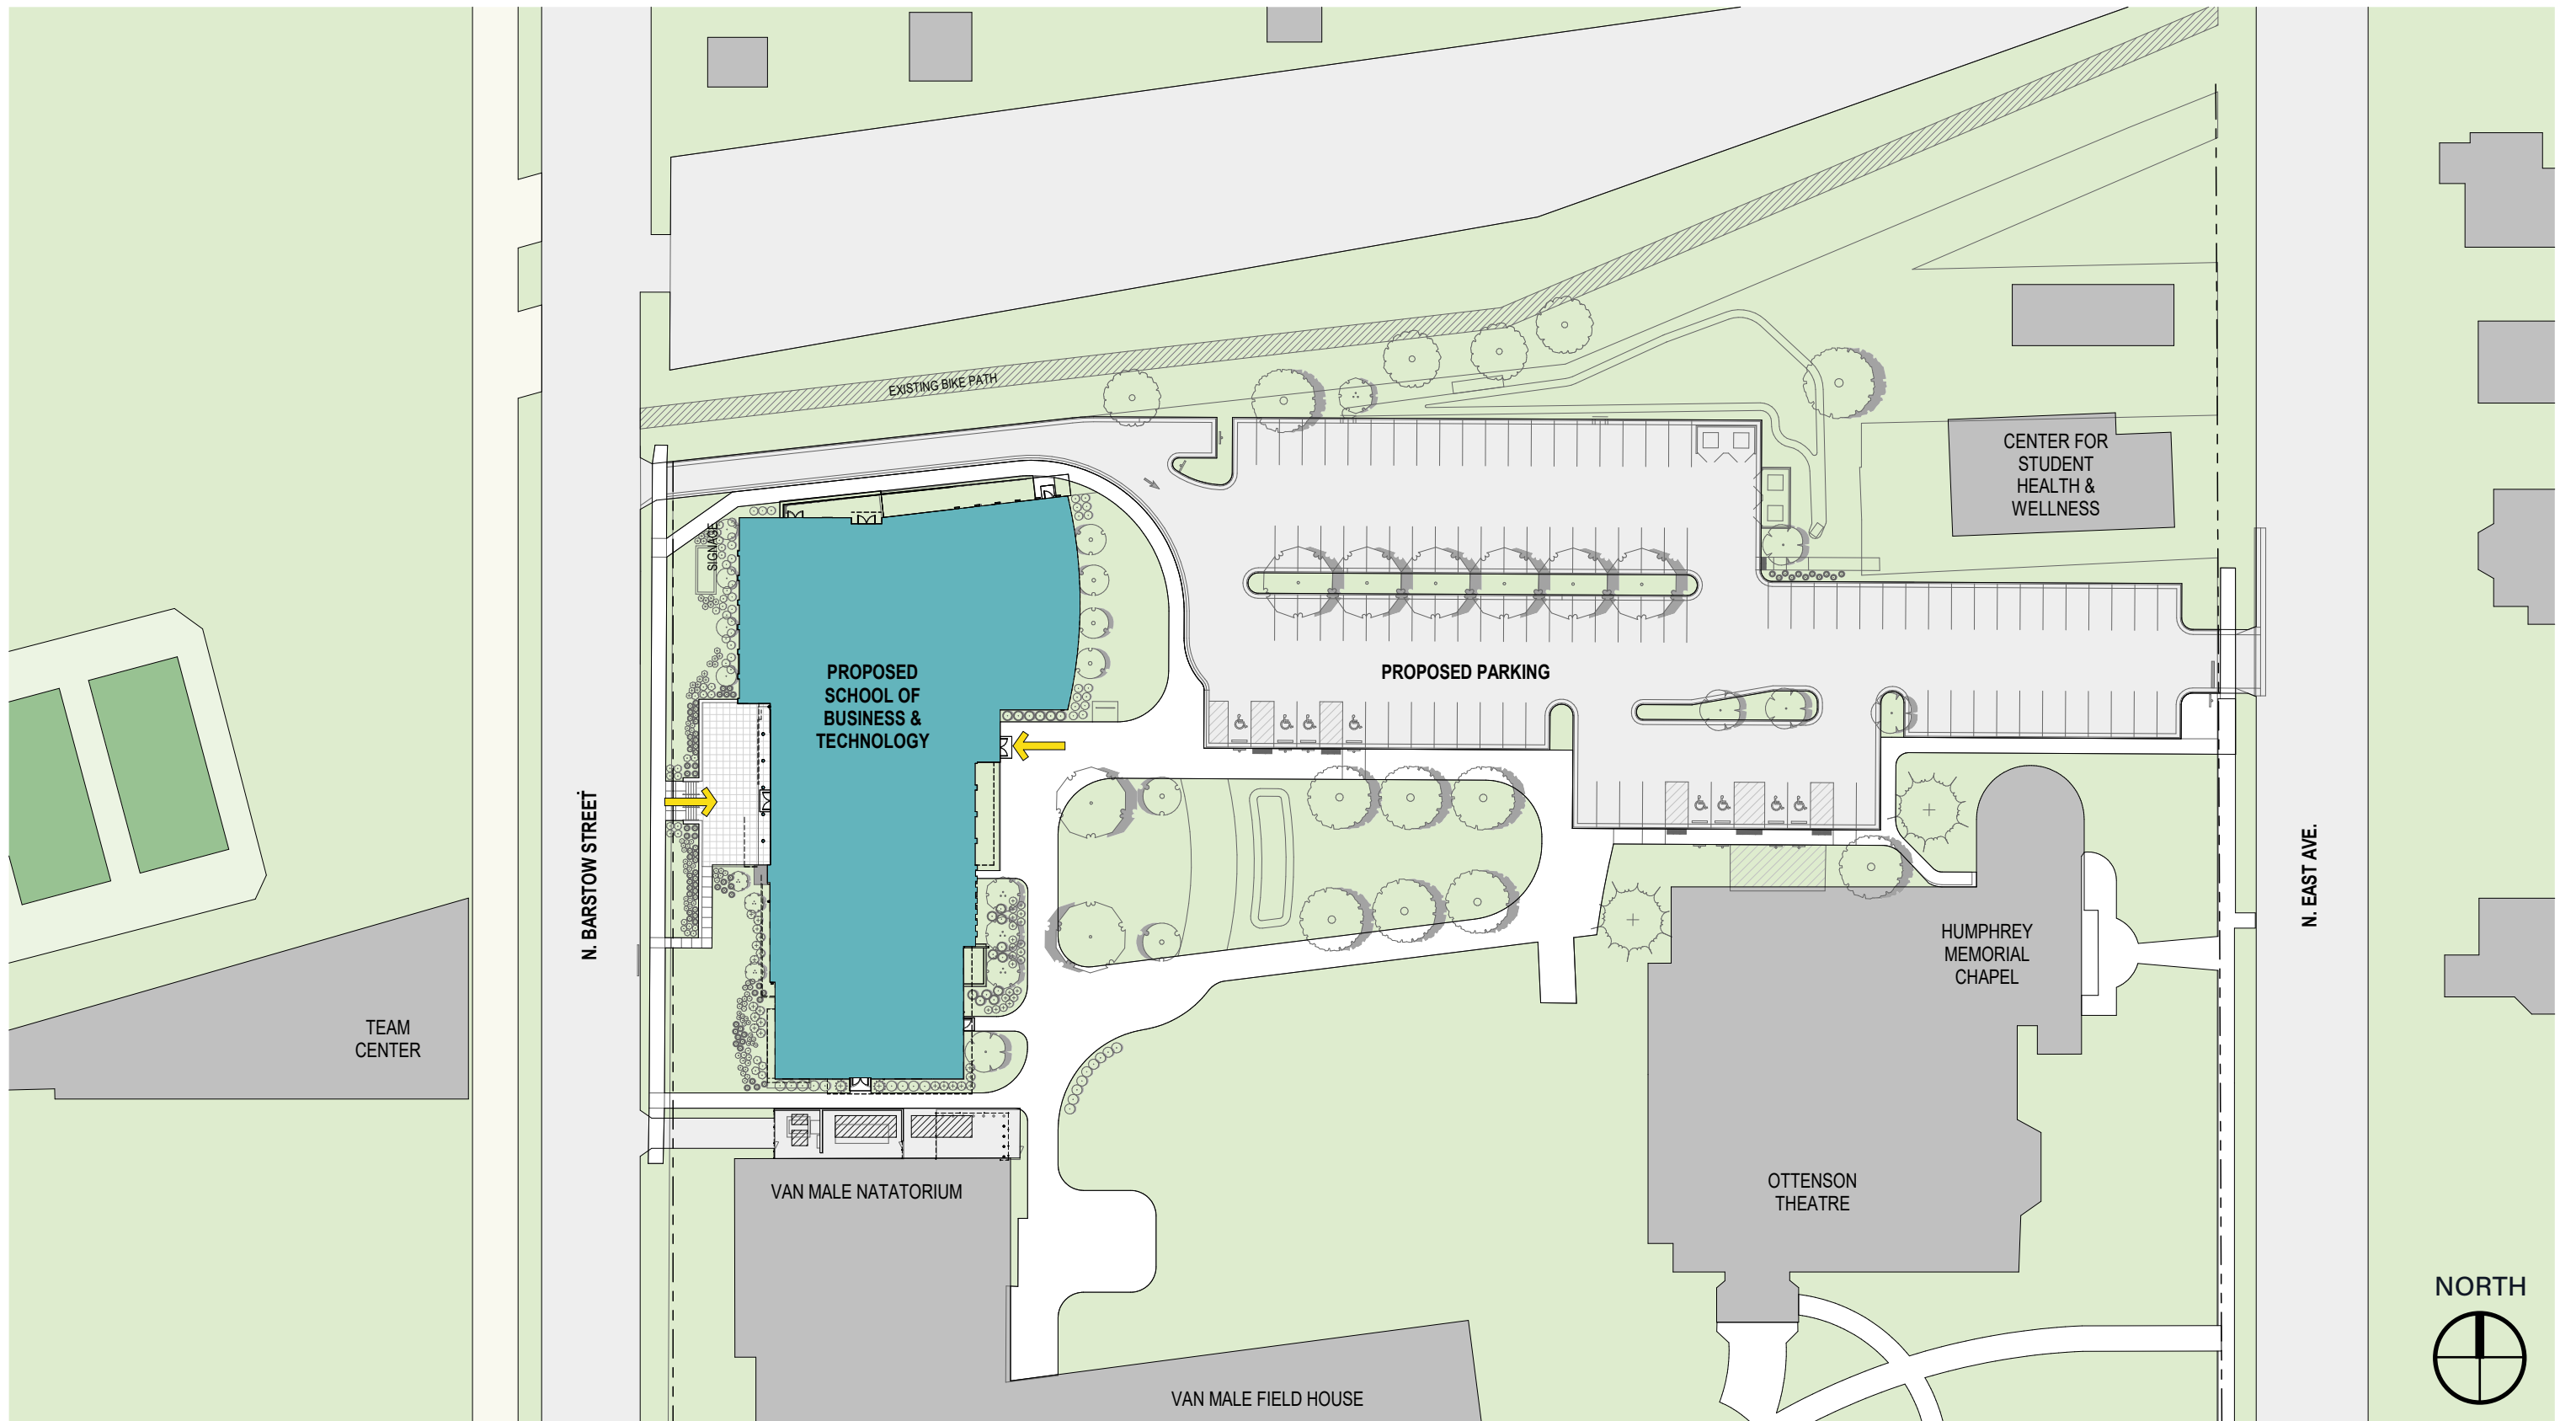 EXISTING BIKE PATH
CENTER FOR
STUDENT
HEALTH &
WELLNESS
SIGNAGE
PROPOSED
SCHOOL OF
BUSINESS &
TECHNOLOGY
PROPOSED PARKING
N. BARSTOW STREET
N. EAST AVE.
HUMPHREY
MEMORIAL
CHAPEL
TEAM
CENTER
VAN MALE NATATORIUM
OTTENSON
THEATRE
NORTH
VAN MALE FIELD HOUSE